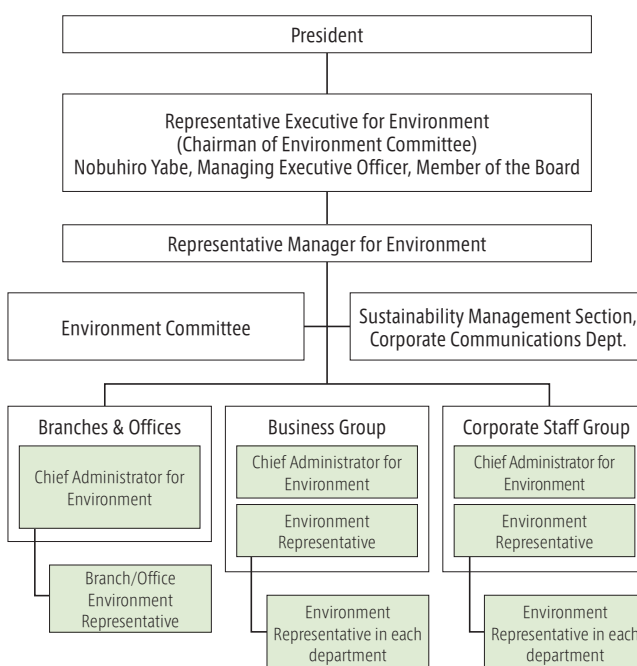 President
Representative Executive for Environment
(Chairman of Environment Committee)
Nobuhiro Yabe, Managing Executive Officer, Member of the Board
Representative Manager for Environment
Environment Committee
Sustainability Management Section,
Corporate Communications Dept.
Branches & Offices
Chief Administrator for
Environment
Branch/Office
Environment
Representative
Business Group
Chief Administrator for
Environment
Environment
Representative
Environment
Representative in each
department
Corporate Staff Group
Chief Administrator for
Environment
Environment
Representative
Environment
Representative in each
department